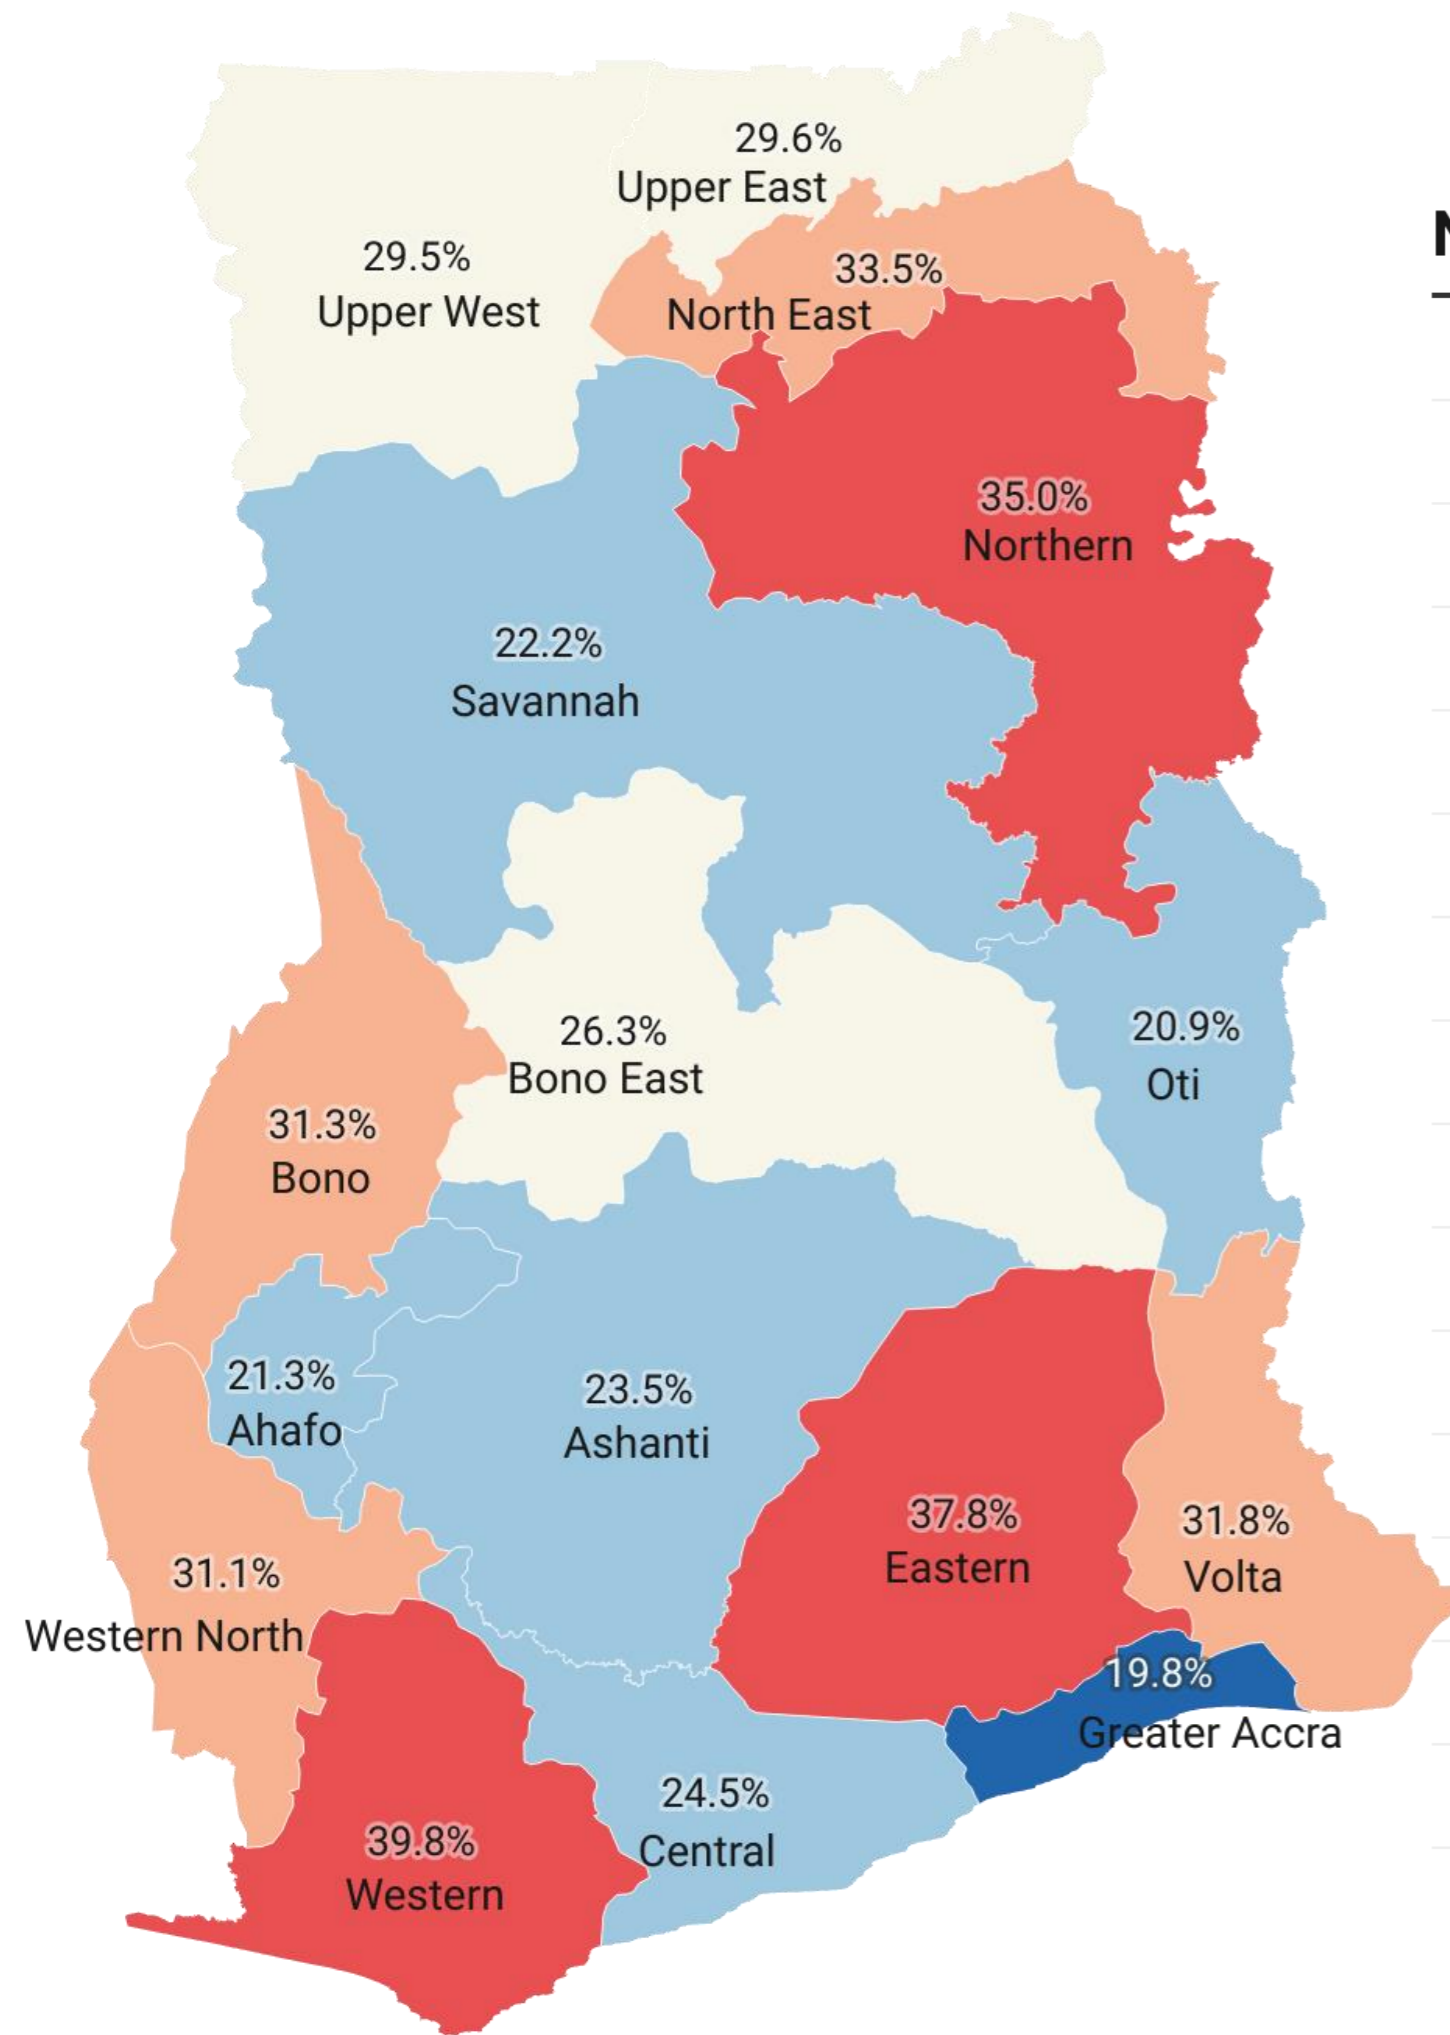 29.6%
Upper East
29.5%
Upper West
33.5%
North East
35.0%
Northern
22.2%
Savannah
26.3%
Bono East
20.9%
Oti
31.3%
Bono
21.3%
Ahafo
23.5%
Ashanti
37.8%
Eastern
31.8%
Volta
31.1%
Western North
19.8%
Greater Accra
24.5%
Central
39.8%
Western